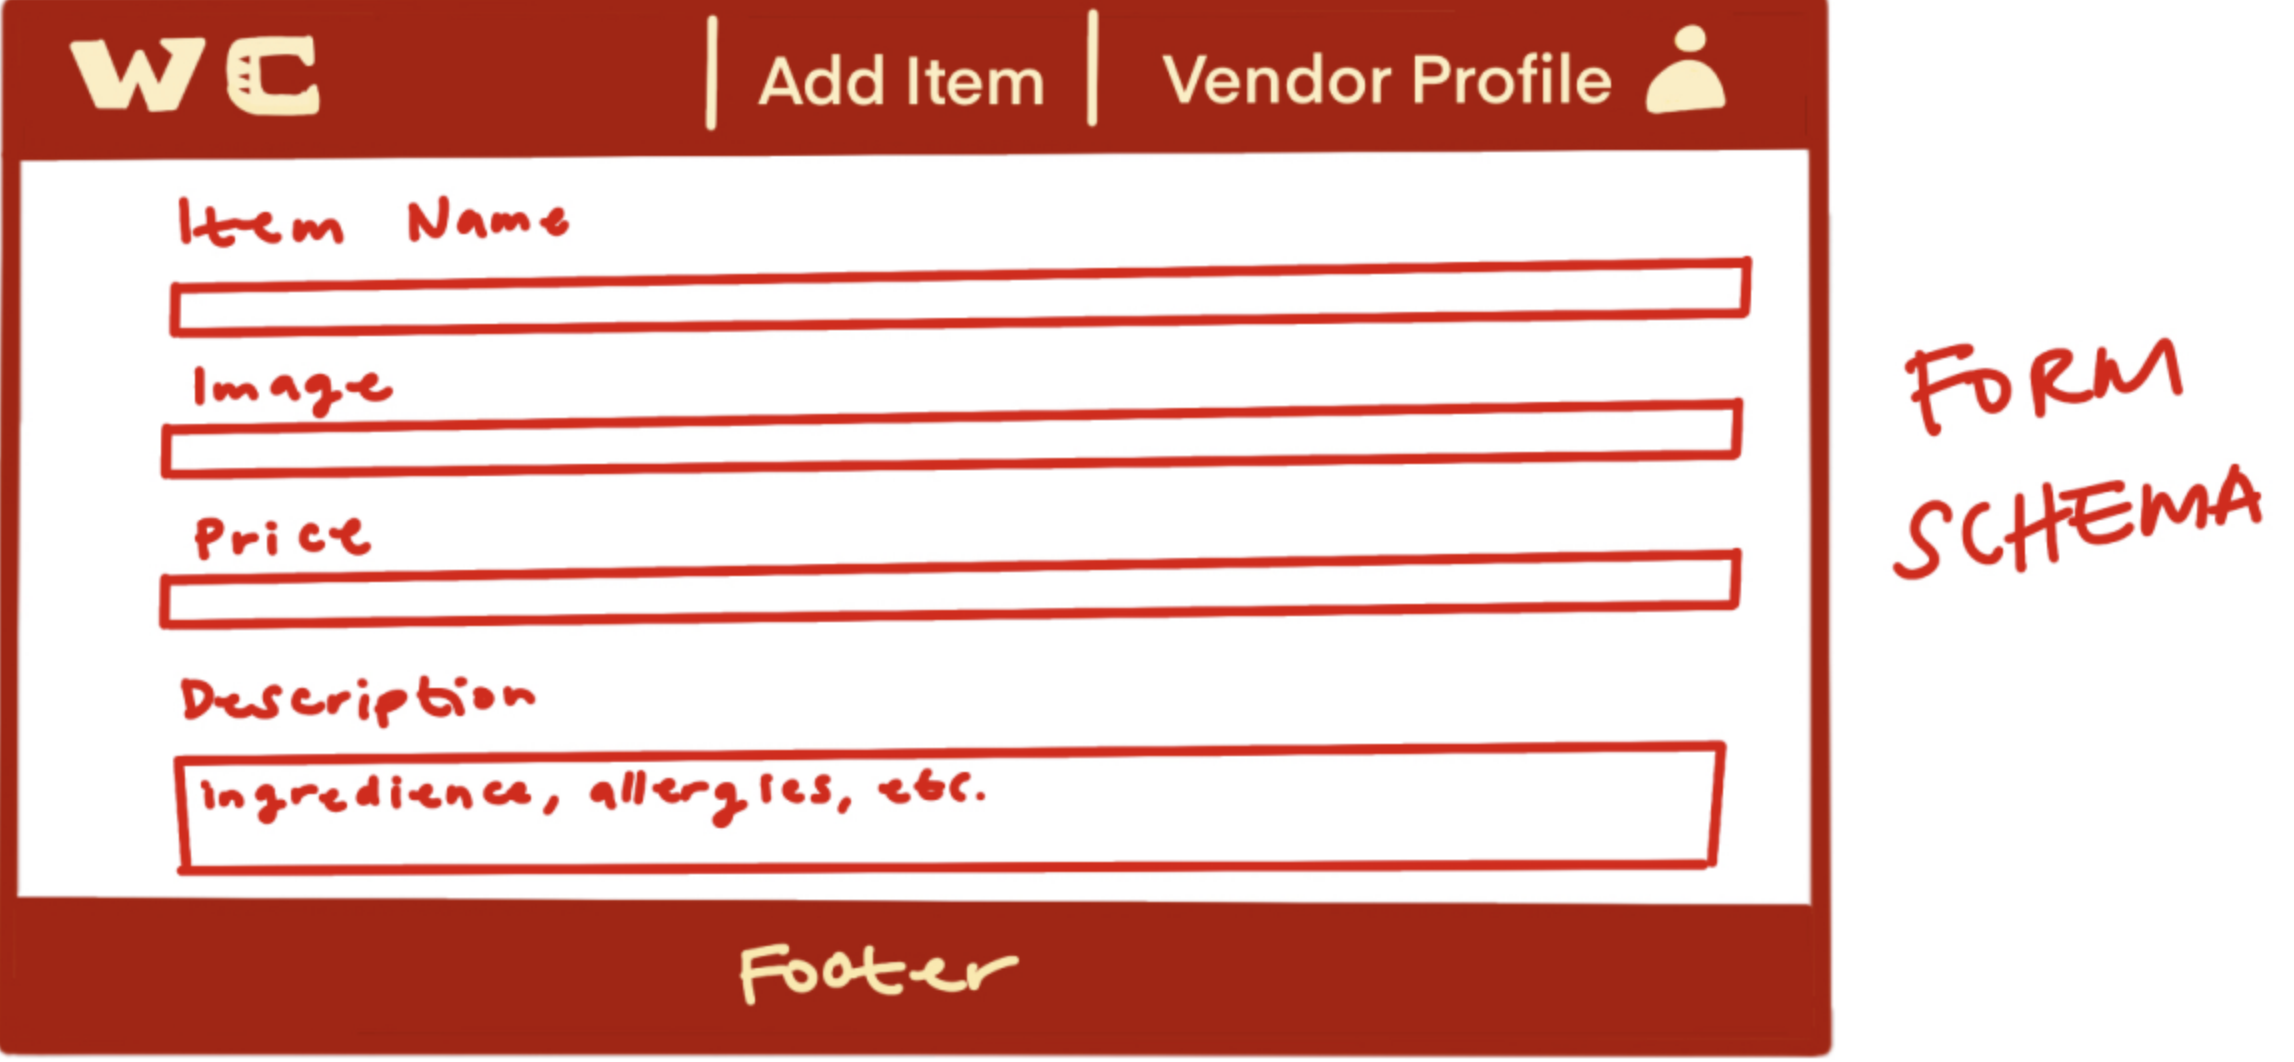 WC | Add Item | Vendor Profile
Item Name
Image
Price
Description
ingredience, allergies, etc.
Footer
FORM
SCHEMA